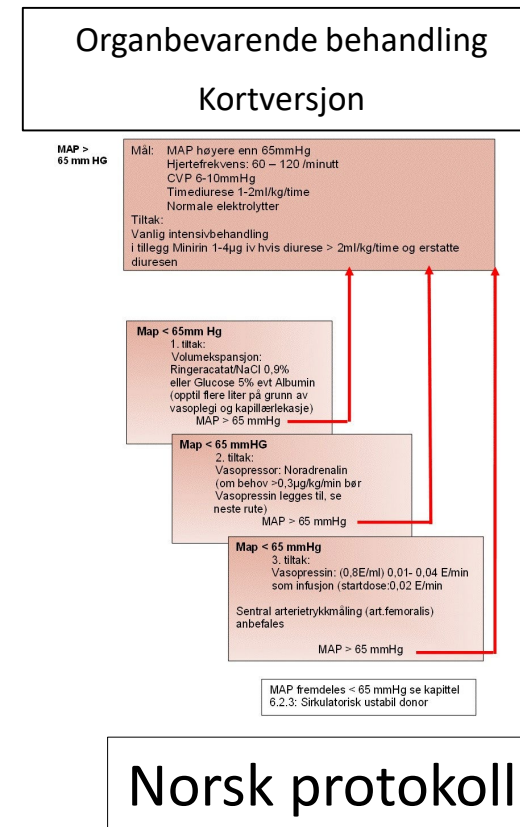 Organbevarende behandling
Kortversjon
MAP >
65 mm HG
Mål: MAP høyere enn 65mmHg
Hjertefrekvens: 60 – 120 /minutt
CVP 6-10mmHg
Timediurese 1-2ml/kg/time
Normale elektrolytter
Tiltak:
Vanlig intensivbehandling
i tillegg Minirin 1-4µg iv hvis diurese > 2ml/kg/time og erstatte
diuresen
Map < 65mm Hg
1. tiltak:
Volumekspansjon:
Ringeracatat/NaCl 0,9%
eller Glucose 5% evt Albumin
(opptil flere liter på grunn av
vasoplegi og kapillærlekasje)
MAP > 65 mmHg
Map < 65 mmHG
2. tiltak:
Vasopressor: Noradrenalin
(om behov >0,3µg/kg/min bør
Vasopressin legges til, se
neste rute)
MAP > 65 mmHg
Map < 65 mmHg
3. tiltak:
Vasopressin: (0,8E/ml) 0,01- 0,04 E/min
som infusjon (startdose:0,02 E/min
Sentral arterietrykkmåling (art.femoralis)
anbefales
MAP > 65 mmHg
MAP fremdeles < 65 mmHg se kapittel
6.2.3: Sirkulatorisk ustabil donor
Norsk protokoll